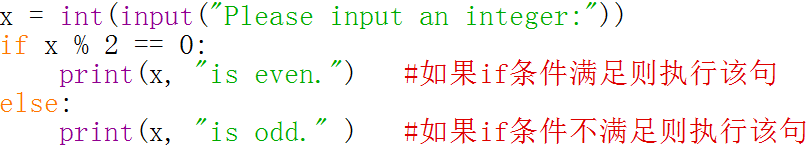 x = int(input("Please input an integer:"))
if x % 2 == 0:
    print(x, "is even.")   #如果if条件满足则执行该句
else:
    print(x, "is odd." )   #如果if条件不满足则执行该句